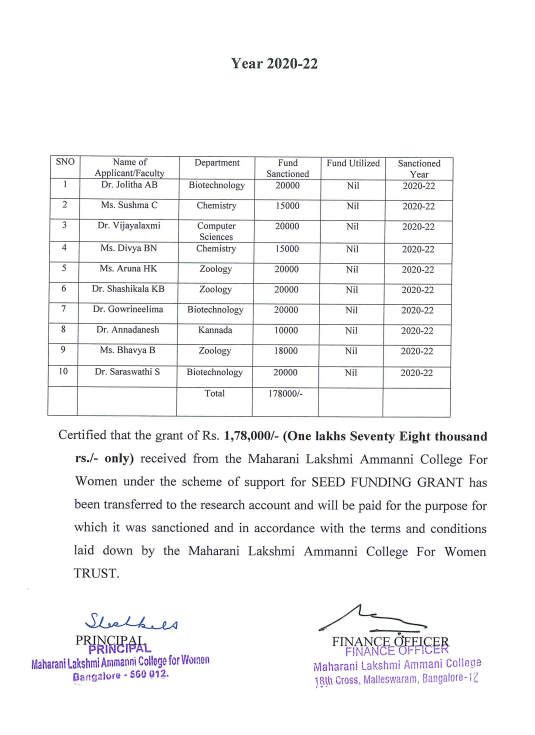 Year 2020-22
SNO Name of Applicant/Faculty Department Fund Sanctioned Fund Utilized Sanctioned Year
1 Dr. Jolitha AB Biotechnology 20000 Nil 2020-22
2 Ms. Sushma C Chemistry 15000 Nil 2020-22
3 Dr. Vijayalaxmi Computer Sciences 20000 Nil 2020-22
4 Ms. Divya BN Chemistry 15000 Nil 2020-22
5 Ms. Aruna HK Zoology 20000 Nil 2020-22
6 Dr. Shashikala KB Zoology 20000 Nil 2020-22
7 Dr. Gowrineelima Biotechnology 20000 Nil 2020-22
8 Dr. Annadanesh Kannada 10000 Nil 2020-22
9 Ms. Bhavya B Zoology 18000 Nil 2020-22
10 Dr. Saraswathi S Biotechnology 20000 Nil 2020-22
Total 178000/-
Certified that the grant of Rs. 1,78,000/- (One lakhs Seventy Eight thousand
rs./- only) received from the Maharani Lakshmi Ammanni College For
Women under the scheme of support for SEED FUNDING GRANT has
been transferred to the research account and will be paid for the purpose for
which it was sanctioned and in accordance with the terms and conditions
laid down by the Maharani Lakshmi Ammanni College For Women
TRUST.
PRINCIPAL
PRINCIPAL
Maharani Lakshmi Ammanni College for Women
Bangalore - 560 012.
FINANCE OFFICER
FINANCE OFFICER
Maharani Lakshmi Ammani College
18th Cross, Malleswaram, Bangalore-12